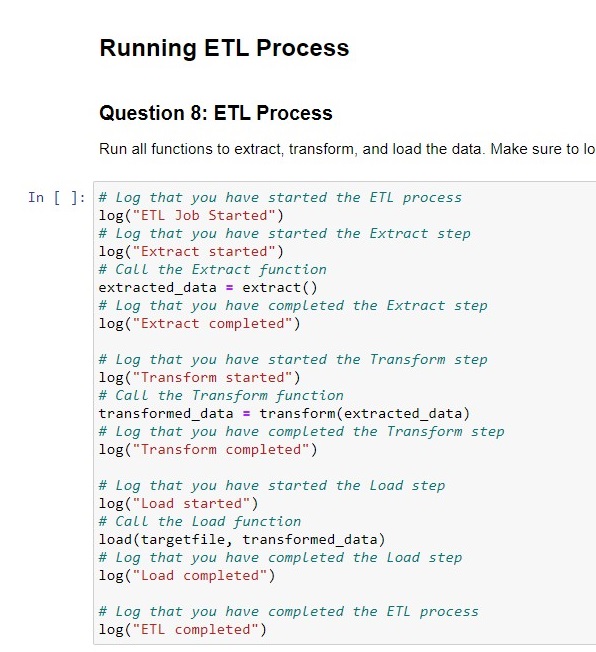 Running ETL Process
Question 8: ETL Process
Run all functions to extract, transform, and load the data. Make sure to lo
In [ ]: # Log that you have started the ETL process
log("ETL Job Started")
# Log that you have started the Extract step
log("Extract started")
# Call the Extract function
extracted_data = extract()
# Log that you have completed the Extract step
log("Extract completed")
# Log that you have started the Transform step
log("Transform started")
# Call the Transform function
transformed_data = transform(extracted_data)
# Log that you have completed the Transform step
log("Transform completed")
# Log that you have started the Load step
log("Load started")
# Call the Load function
load(targetfile, transformed_data)
# Log that you have completed the Load step
log("Load completed")
# Log that you have completed the ETL process
log("ETL completed")